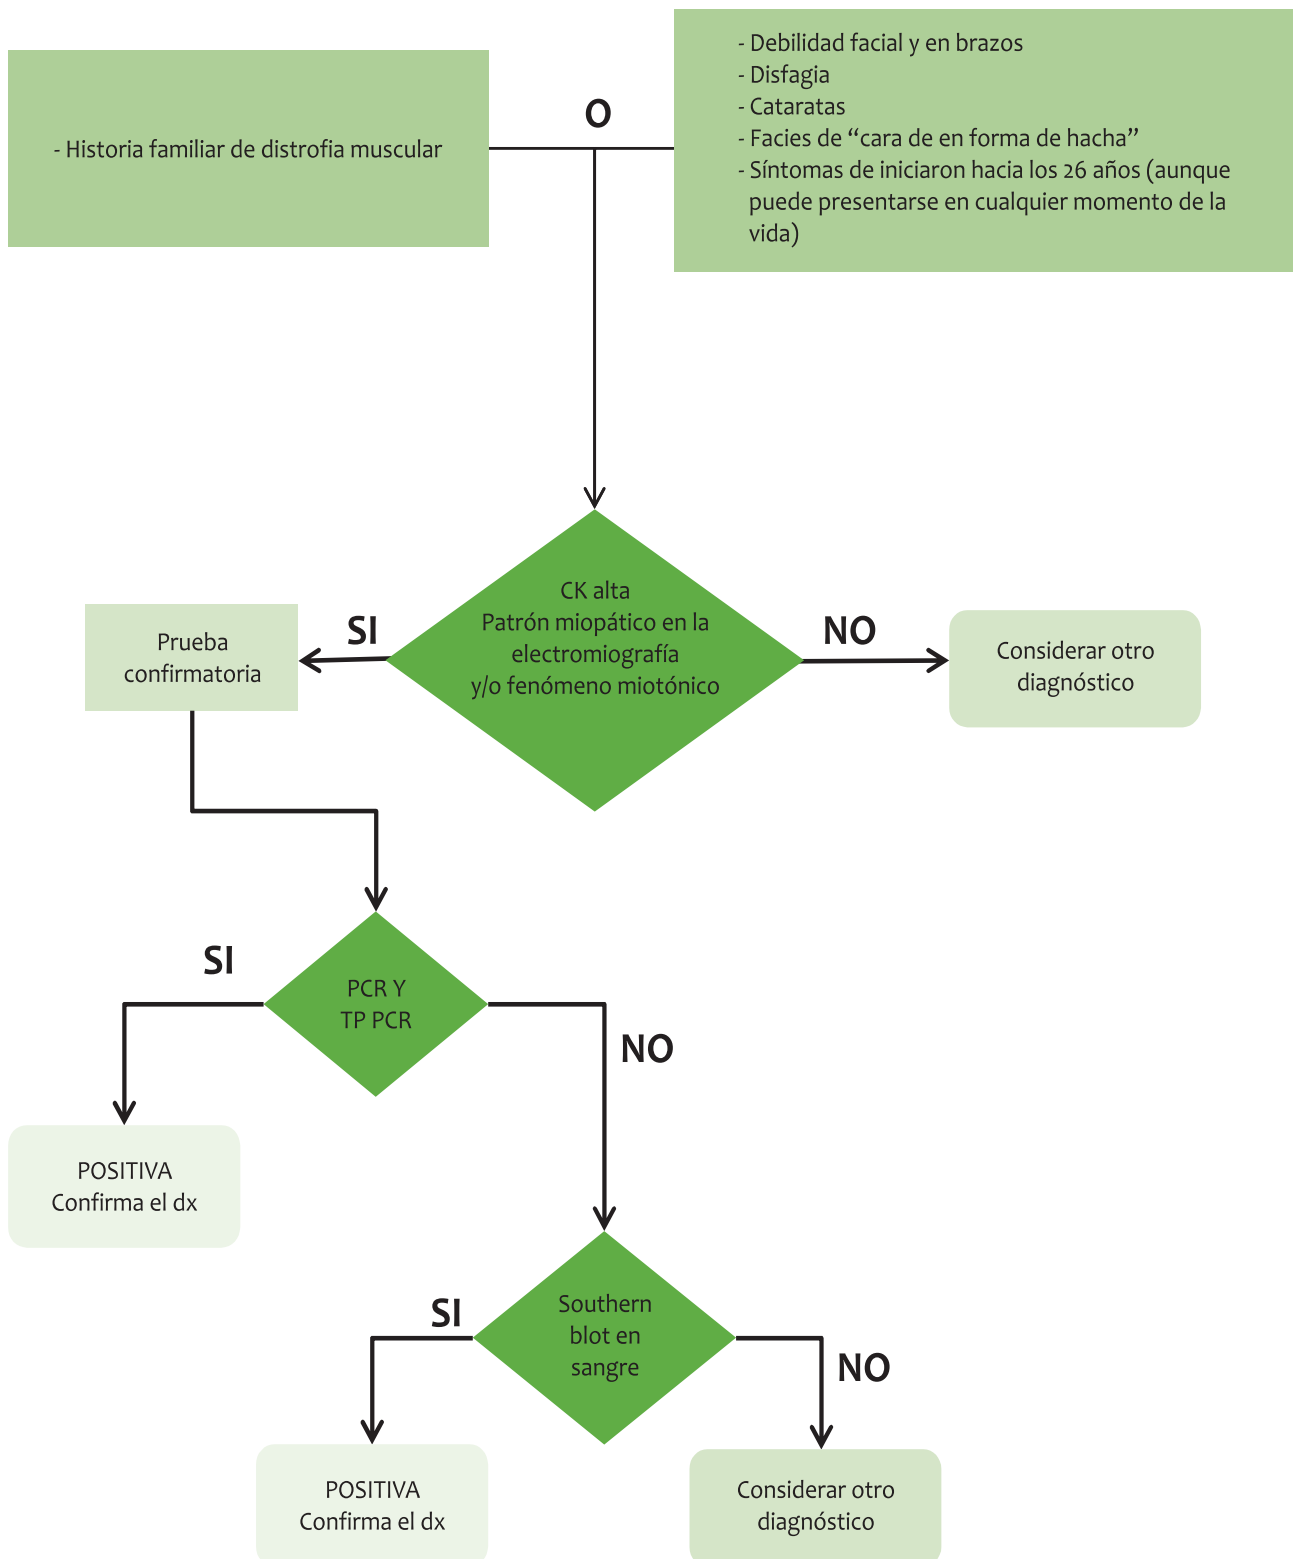 - Historia familiar de distrofia muscular
O
- Debilidad facial y en brazos
- Disfagia
- Cataratas
- Facies de “cara de en forma de hacha”
- Síntomas de iniciaron hacia los 26 años (aunque
puede presentarse en cualquier momento de la
vida)
CK alta
Patrón miopático en la
electromiografía
y/o fenómeno miotónico
SI
NO
Prueba
confirmatoria
Considerar otro
diagnóstico
PCR Y
TP PCR
SI
NO
POSITIVA
Confirma el dx
Southern
blot en
sangre
SI
NO
POSITIVA
Confirma el dx
Considerar otro
diagnóstico